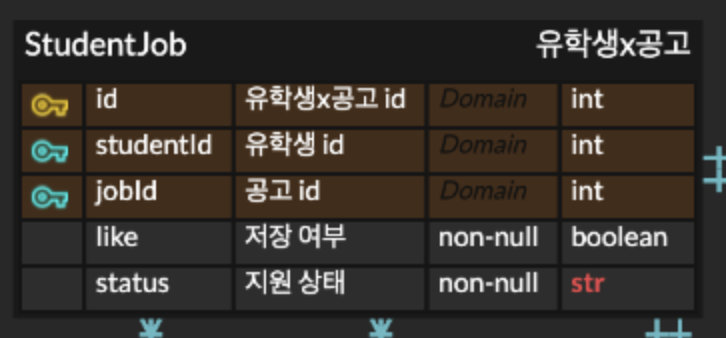 StudentJob 유학생x공고
id 유학생x공고 id Domain int
studentId 유학생 id Domain int
jobId 공고 id Domain int
like 저장 여부 non-null boolean
status 지원 상태 non-null str